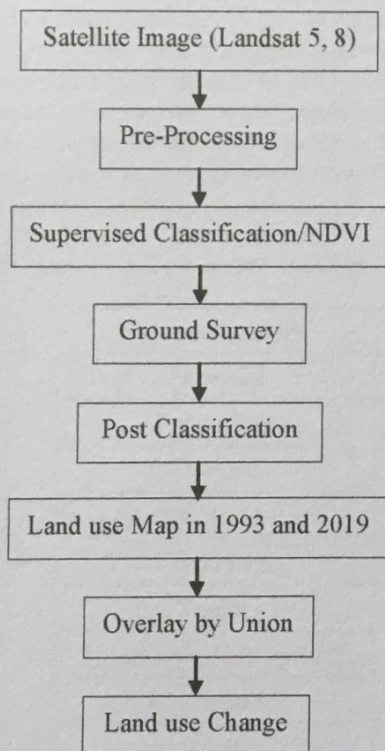 Satellite Image (Landsat 5, 8)
Pre-Processing
Supervised Classification/NDVI
Ground Survey
Post Classification
Land use Map in 1993 and 2019
Overlay by Union
Land use Change